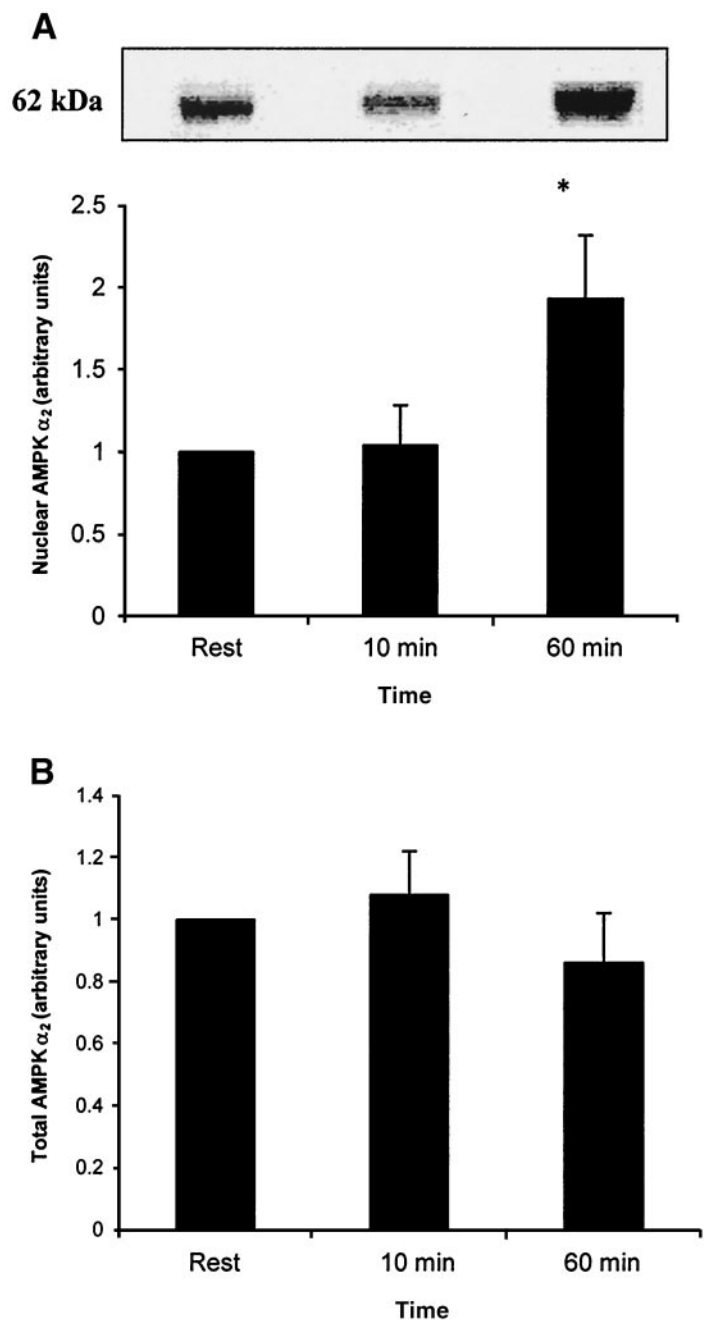 A
62 kDa
*
2.5
2
1.5
1
0.5
0
Nuclear AMPK α₂ (arbitrary units)
Rest 10 min 60 min
Time
B
1.4
1.2
1
0.8
0.6
0.4
0.2
0
Total AMPK α₂ (arbitrary units)
Rest 10 min 60 min
Time